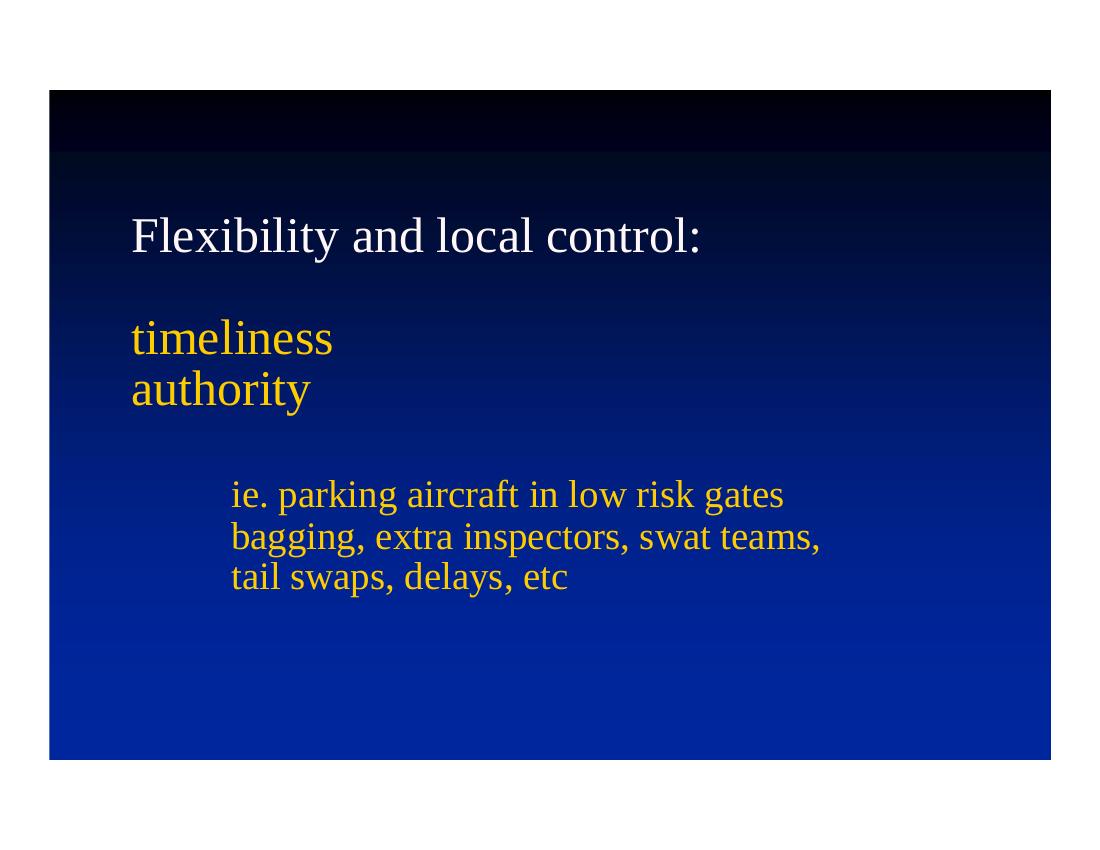 Flexibility and local control:
timeliness
authority
ie. parking aircraft in low risk gates
bagging, extra inspectors, swat teams,
tail swaps, delays, etc